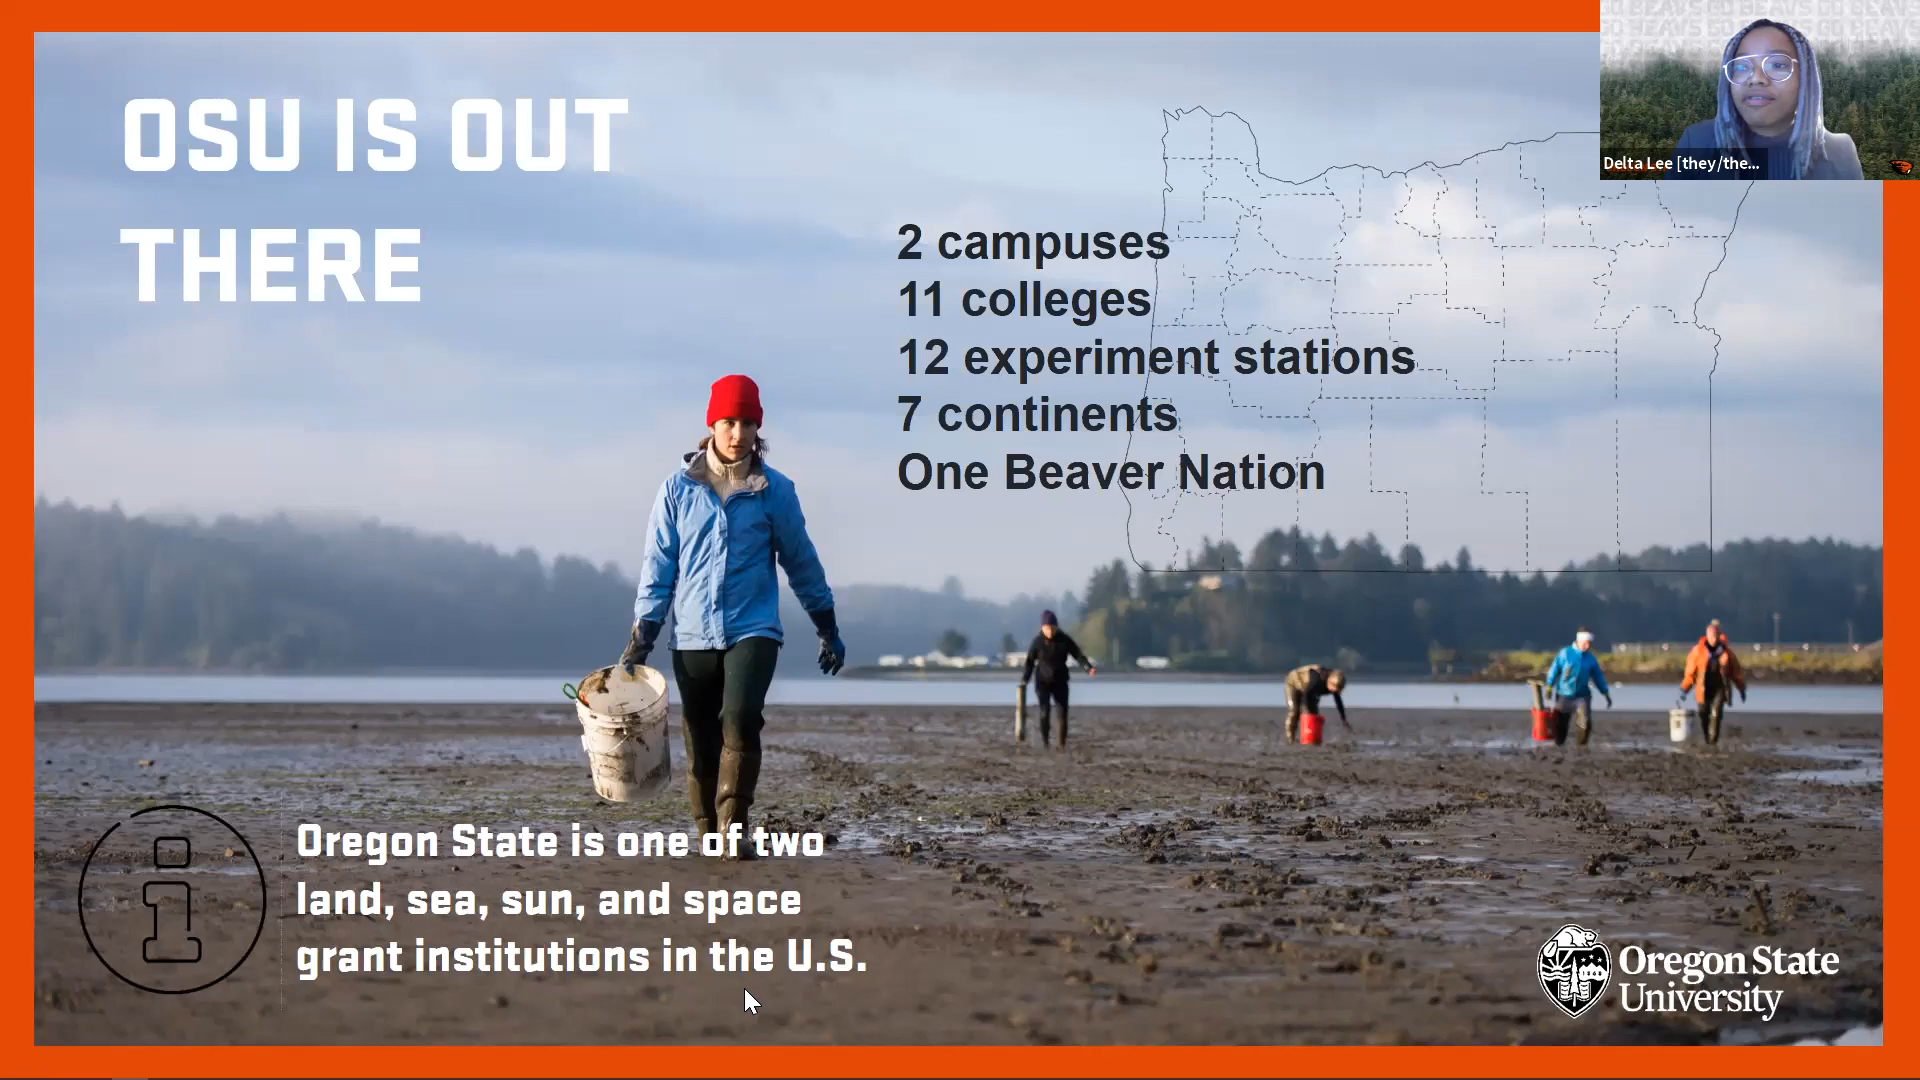 OSU IS OUT
THERE
2 campuses
11 colleges
12 experiment stations
7 continents
One Beaver Nation
Oregon State is one of two
land, sea, sun, and space
grant institutions in the U.S.
Oregon State
University
Delta Lee [they/the...